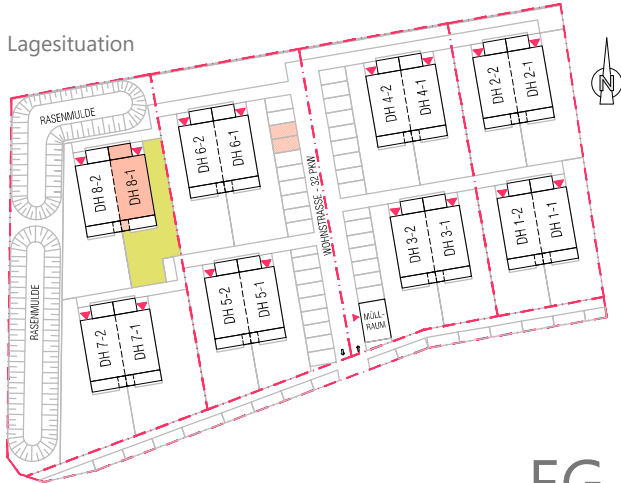 Lagesituation
RASENMULDE
DH 8-2
DH 8-1
DH 6-2
DH 6-1
DH 4-2
DH 4-1
DH 2-2
DH 2-1
N
WOHNSTRASSE - 32 PKW
RASENMULDE
DH 7-2
DH 7-1
DH 5-2
DH 5-1
DH 3-2
DH 3-1
DH 1-2
DH 1-1
MÜLL-
RAUM
EG